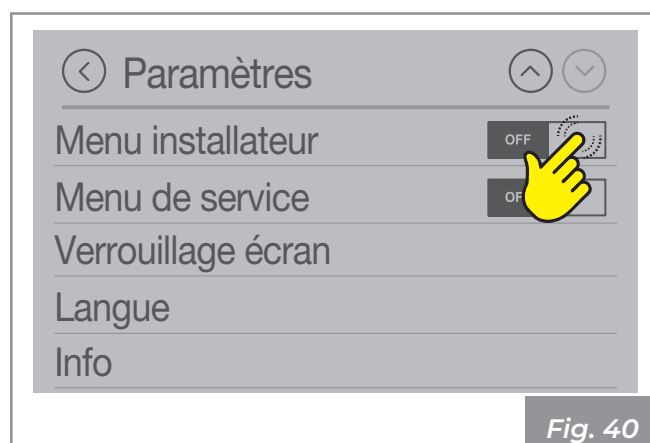 Paramètres
Menu installateur OFF
Menu de service
Verrouillage écran
Langue
Info
Fig. 40